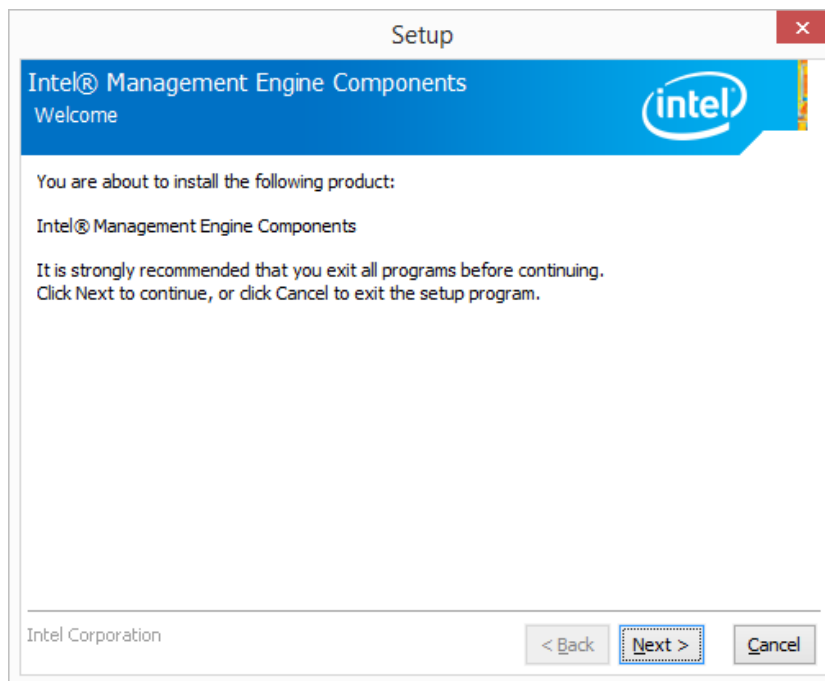 Setup
Intel® Management Engine Components
Welcome
intel
You are about to install the following product:
Intel® Management Engine Components
It is strongly recommended that you exit all programs before continuing.
Click Next to continue, or click Cancel to exit the setup program.
Intel Corporation
< Back Next > Cancel